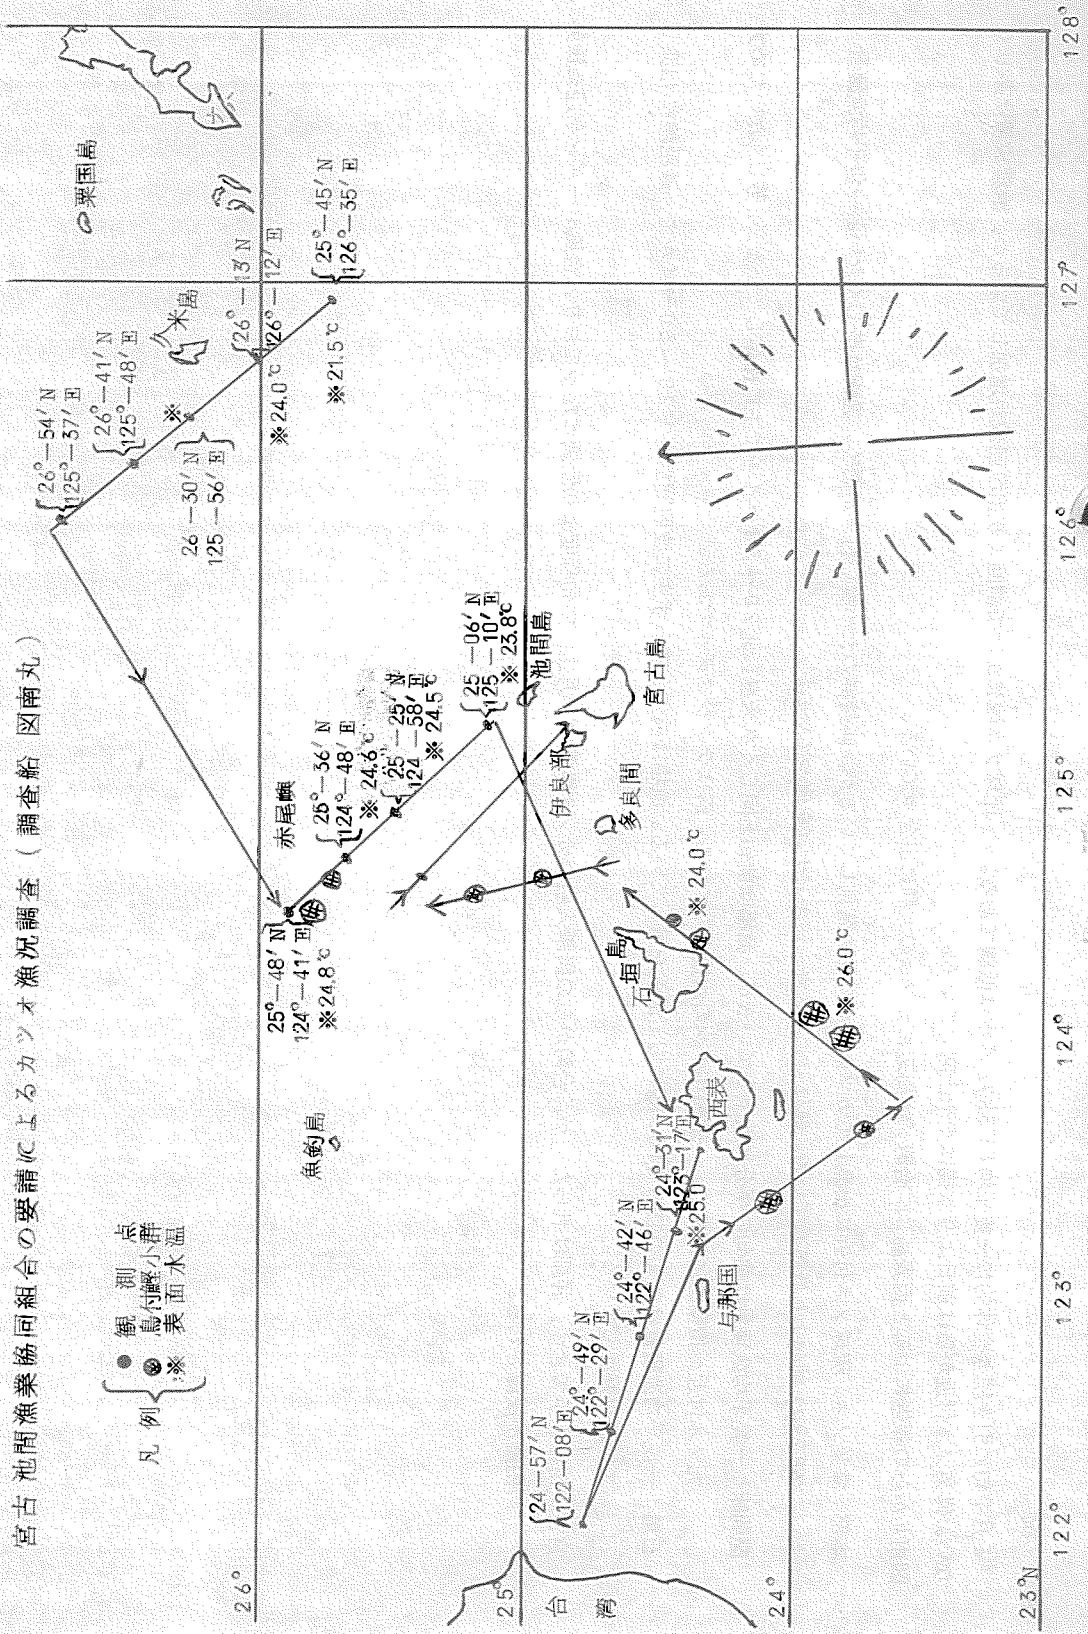 宮古池間漁業協同組合の要請によるカツオ漁況調査（調査船 図南丸）
凡例
● 観測点
鳥付鰹小群
※ 表面水温
26°
25°
24°
23°N
122°
123°
124°
125°
126°
127°
128°
台湾
粟国島
久米島
26°—54′N
125°—37′E
26°—41′N
125°—48′E
※
26—30′N
125—56′E
26°—13′N
126°—12′E
※24.0℃
25°—45′N
126°—35′E
※21.5℃
赤尾嶼
25°—48′N
124°—41′E
※24.8℃
25°—36′N
124°—48′E
※24.6℃
25—25′N
124—58′E
※24.5℃
25—06′N
125—10′E
※23.8℃
池間島
宮古島
伊良部
多良間
魚釣島
石垣島
※24.0℃
※26.0℃
西表
24°—31′N
123°—17′E
※25.0
24°—42′N
122°—46′E
24°—49′N
122°—29′E
24—57′N
122—08′E
与那国